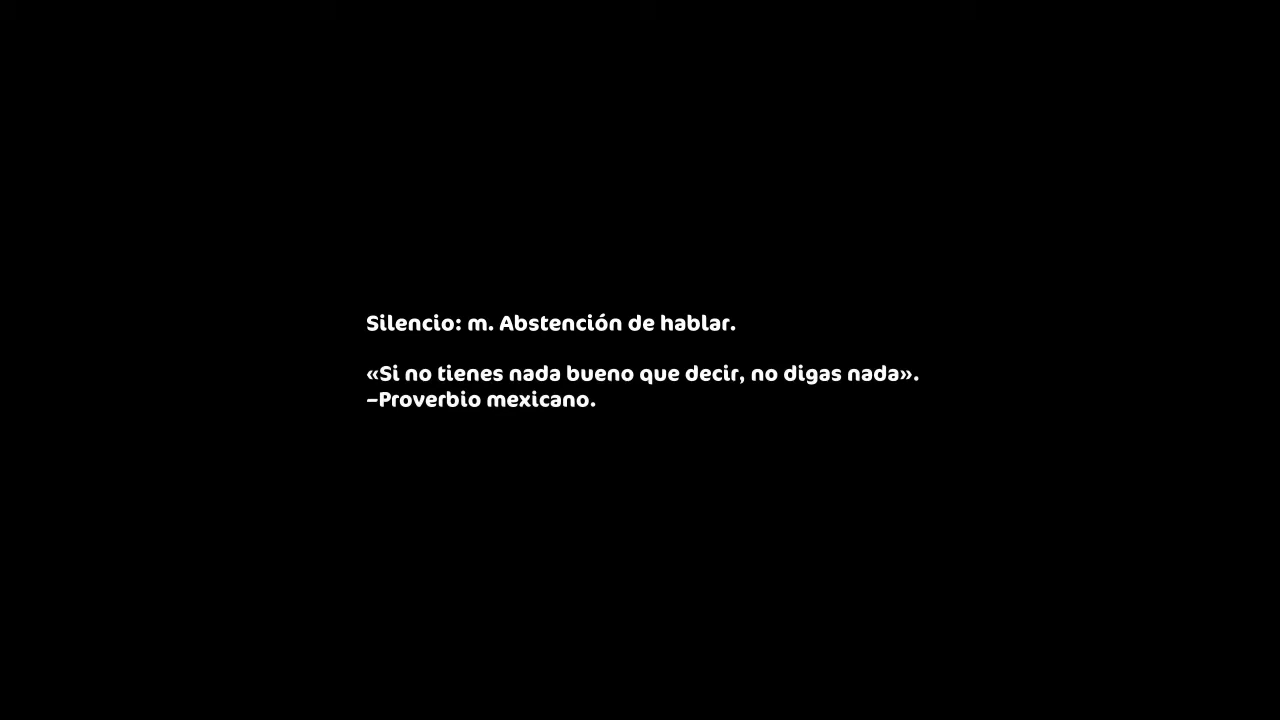 Silencio: m. Abstención de hablar.
«Si no tienes nada bueno que decir, no digas nada».
–Proverbio mexicano.